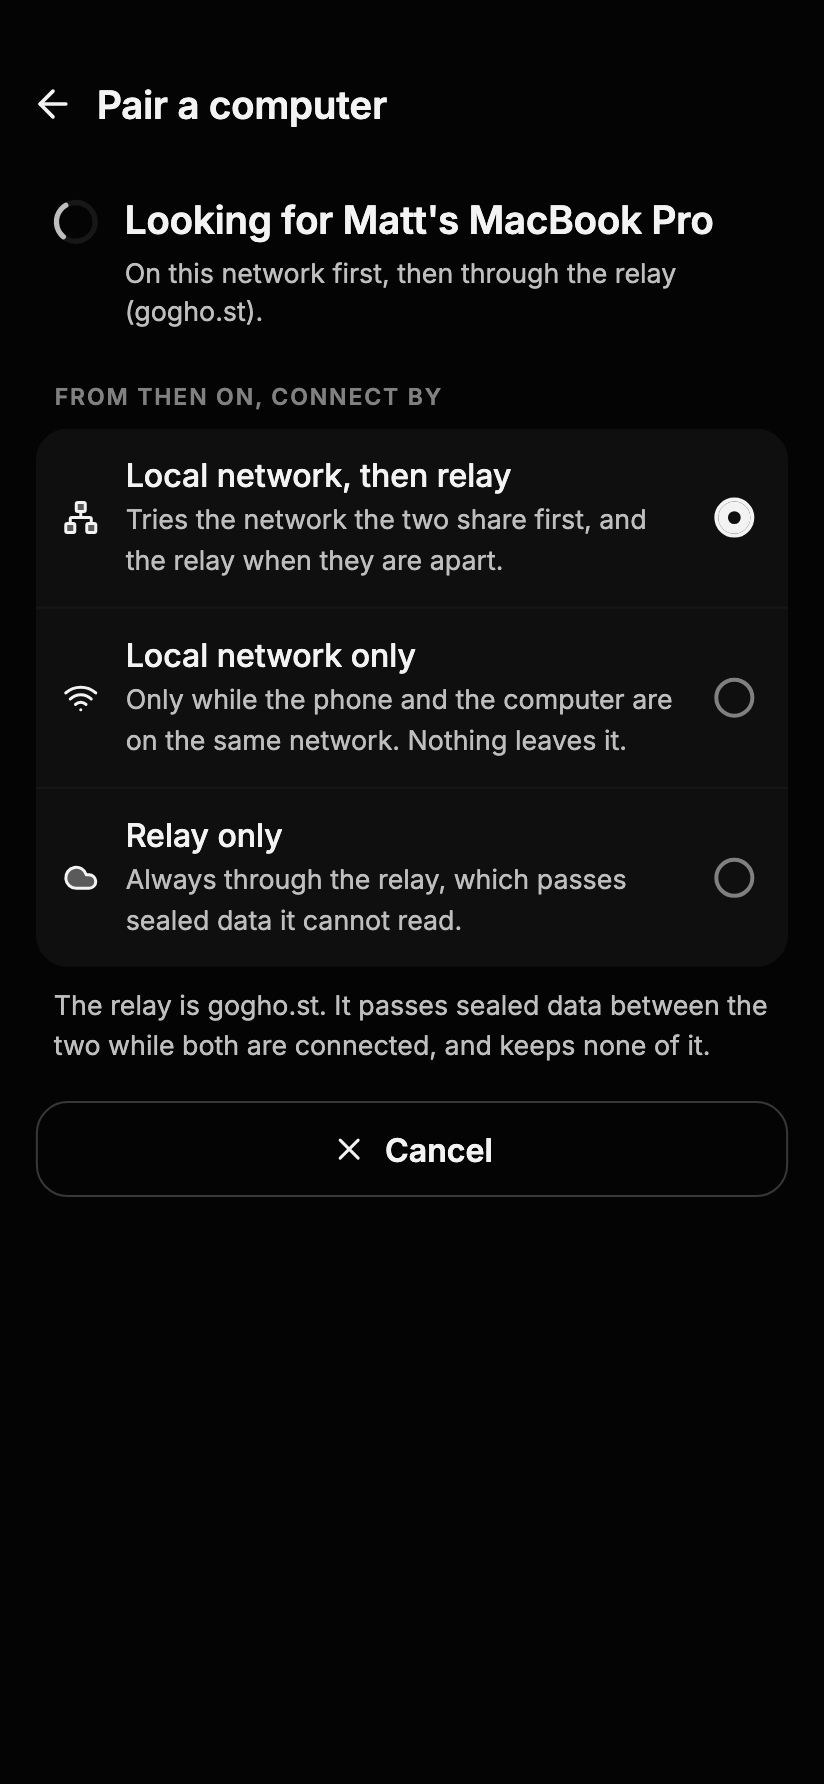 Pair a computer
Looking for Matt's MacBook Pro
On this network first, then through the relay
(gogho.st).
FROM THEN ON, CONNECT BY
Local network, then relay
Tries the network the two share first, and
the relay when they are apart.
Local network only
Only while the phone and the computer are
on the same network. Nothing leaves it.
Relay only
Always through the relay, which passes
sealed data it cannot read.
The relay is gogho.st. It passes sealed data between the
two while both are connected, and keeps none of it.
Cancel